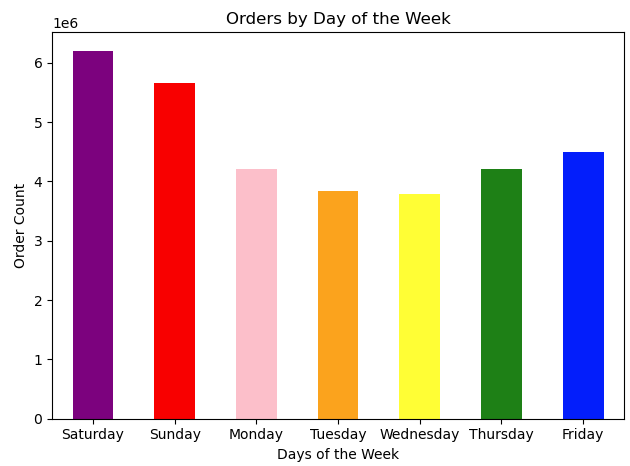 Orders by Day of the Week
1e6
6
5
4
3
2
1
0
Order Count
Saturday Sunday Monday Tuesday Wednesday Thursday Friday
Days of the Week